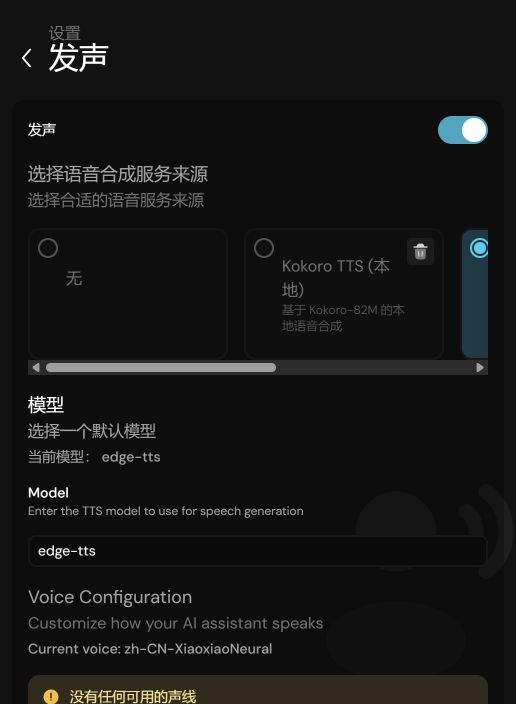 设置
发声
发声
选择语音合成服务来源
选择合适的语音服务来源
无
Kokoro TTS (本
地)
基于 Kokoro-82M 的本
地语音合成
模型
选择一个默认模型
当前模型： edge-tts
Model
Enter the TTS model to use for speech generation
edge-tts
Voice Configuration
Customize how your AI assistant speaks
Current voice: zh-CN-XiaoxiaoNeural
没有任何可用的声线